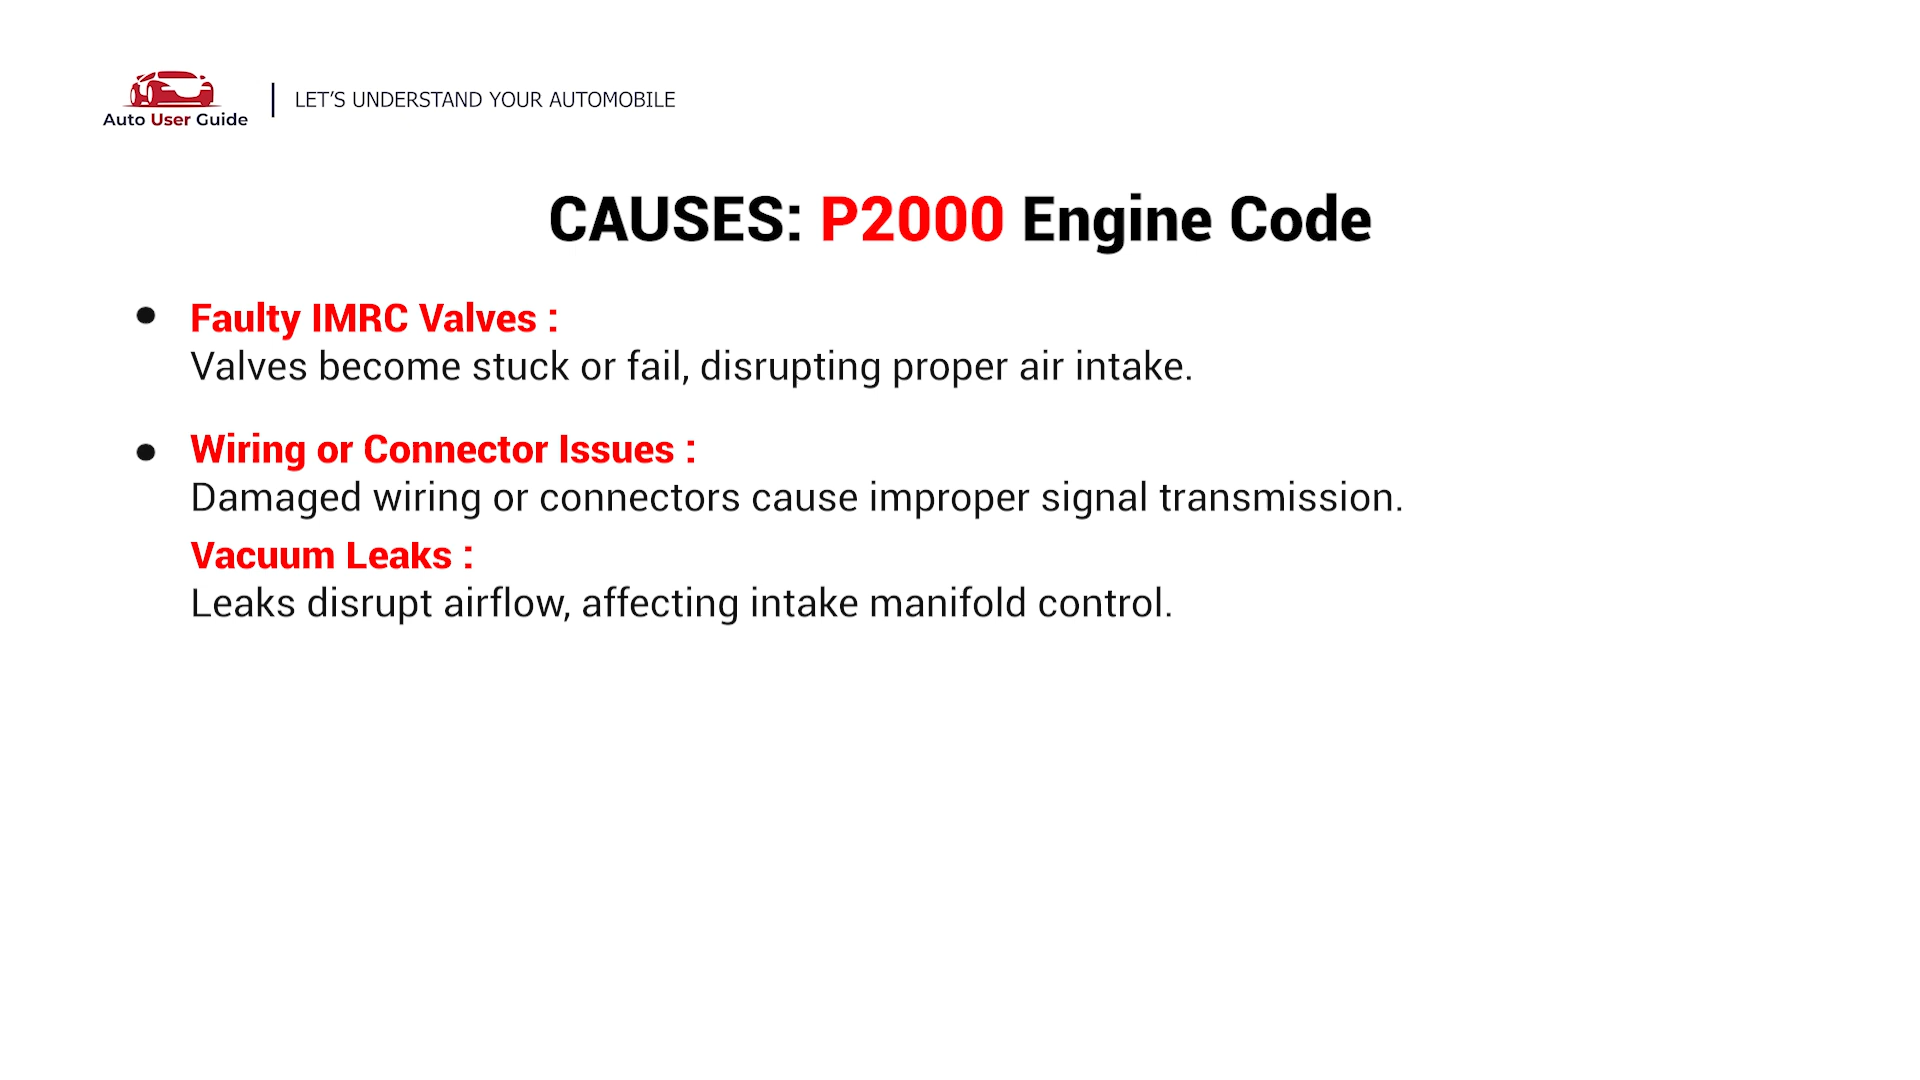 Auto User Guide
LET'S UNDERSTAND YOUR AUTOMOBILE
CAUSES: P2000 Engine Code
Faulty IMRC Valves :
Valves become stuck or fail, disrupting proper air intake.
Wiring or Connector Issues :
Damaged wiring or connectors cause improper signal transmission.
Vacuum Leaks :
Leaks disrupt airflow, affecting intake manifold control.